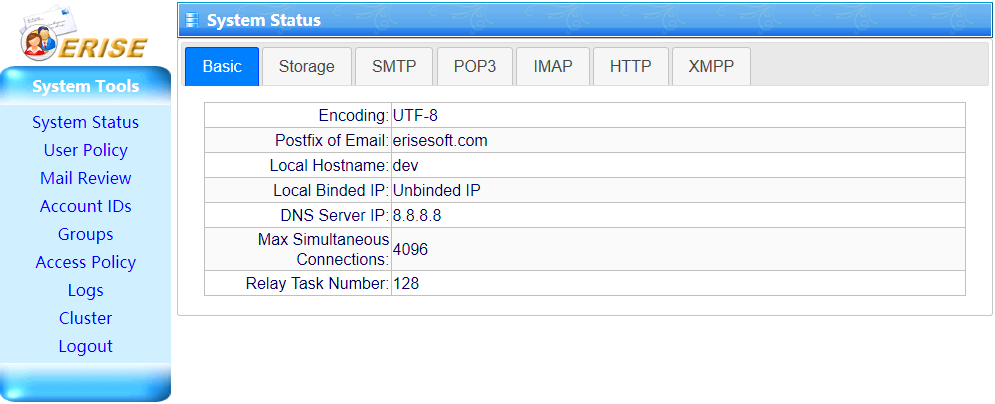 ERISE
System Tools
System Status
User Policy
Mail Review
Account IDs
Groups
Access Policy
Logs
Cluster
Logout
System Status
Basic Storage SMTP POP3 IMAP HTTP XMPP
Encoding: UTF-8
Postfix of Email: erisesoft.com
Local Hostname: dev
Local Binded IP: Unbinded IP
DNS Server IP: 8.8.8.8
Max Simultaneous
Connections: 4096
Relay Task Number: 128